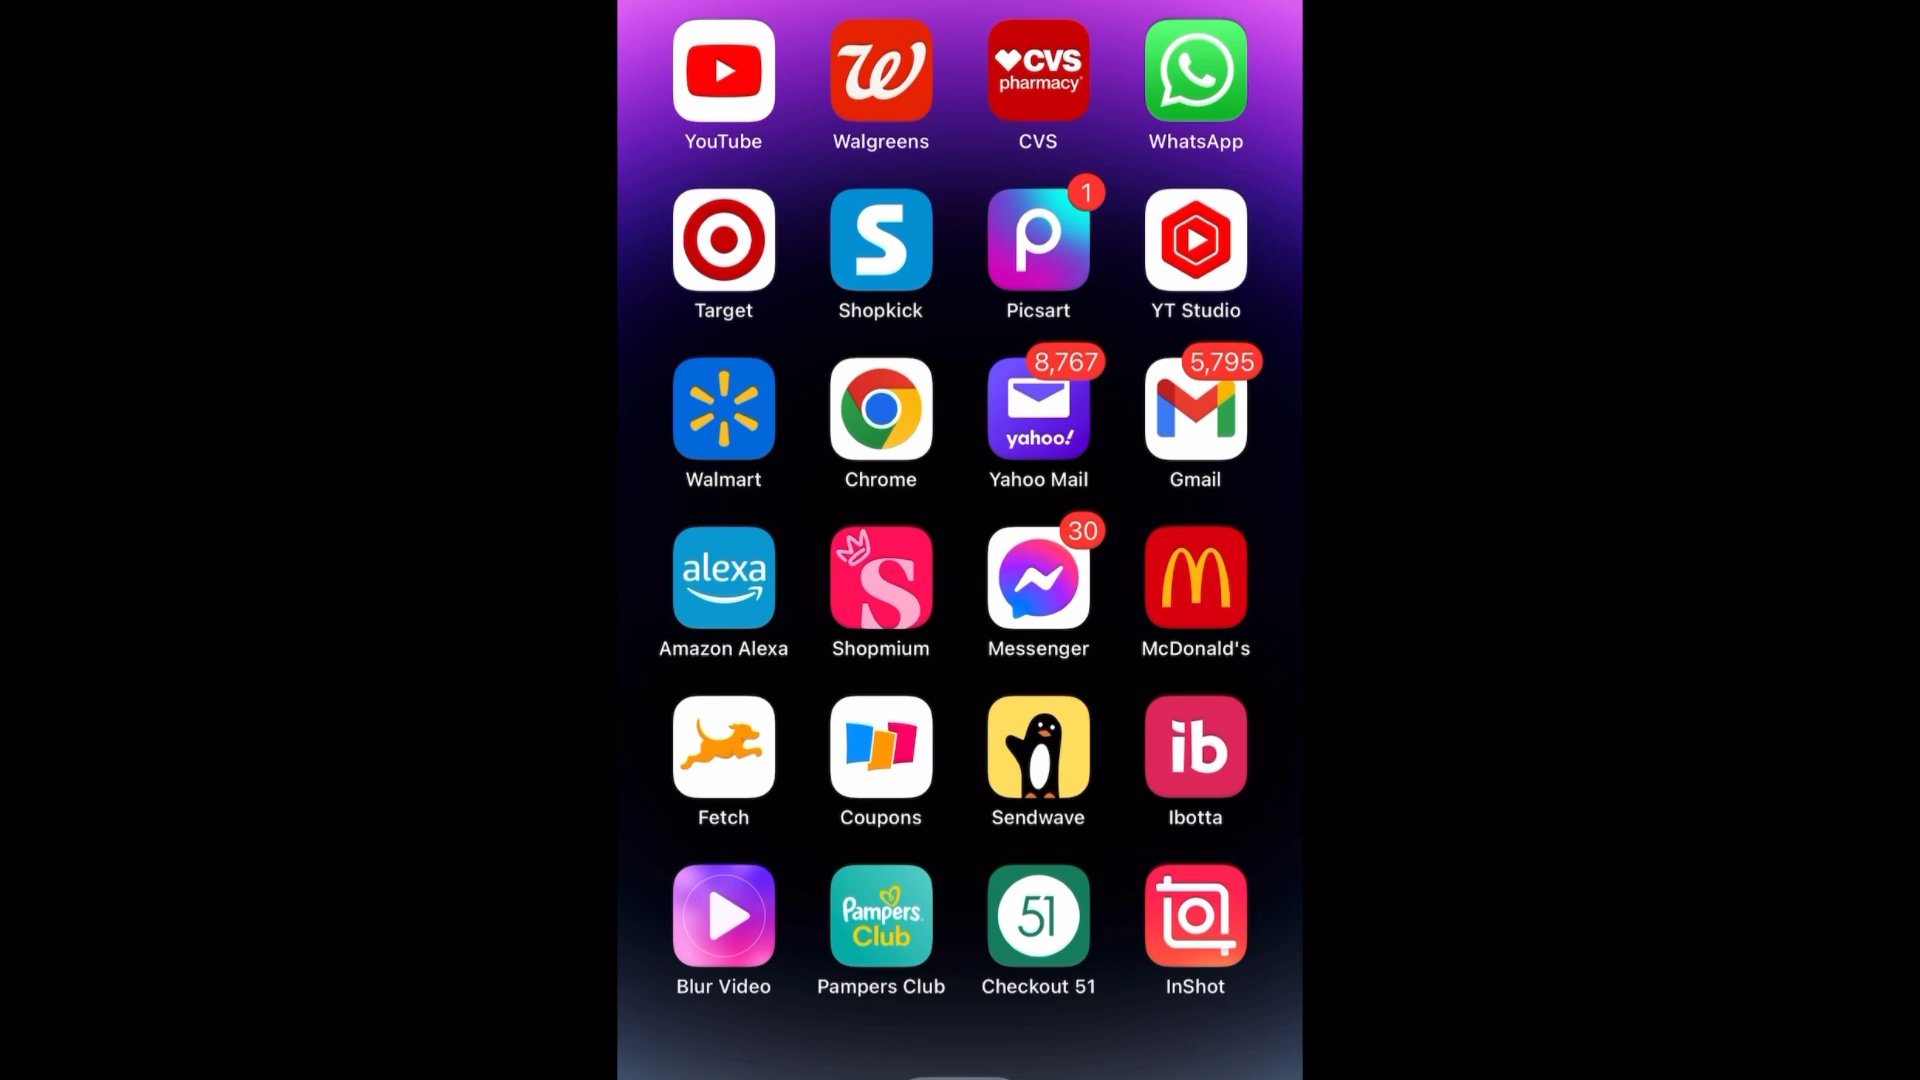 CVS
pharmacy
YouTube
Walgreens
CVS
WhatsApp
1
Target
Shopkick
Picsart
YT Studio
8,767
5,795
yahoo!
Walmart
Chrome
Yahoo Mail
Gmail
30
alexa
Amazon Alexa
Shopmium
Messenger
McDonald's
ib
Fetch
Coupons
Sendwave
Ibotta
Pampers
Club
51
Blur Video
Pampers Club
Checkout 51
InShot